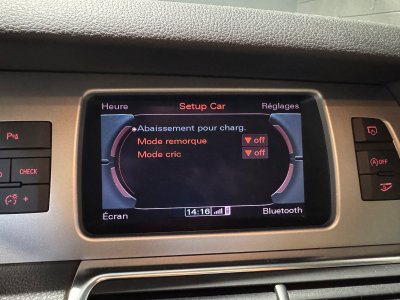 Heure Setup Car Réglages
Abaissement pour charg.
Mode remorque off
Mode cric off
Écran 14:16 Bluetooth
P
CHECK
A